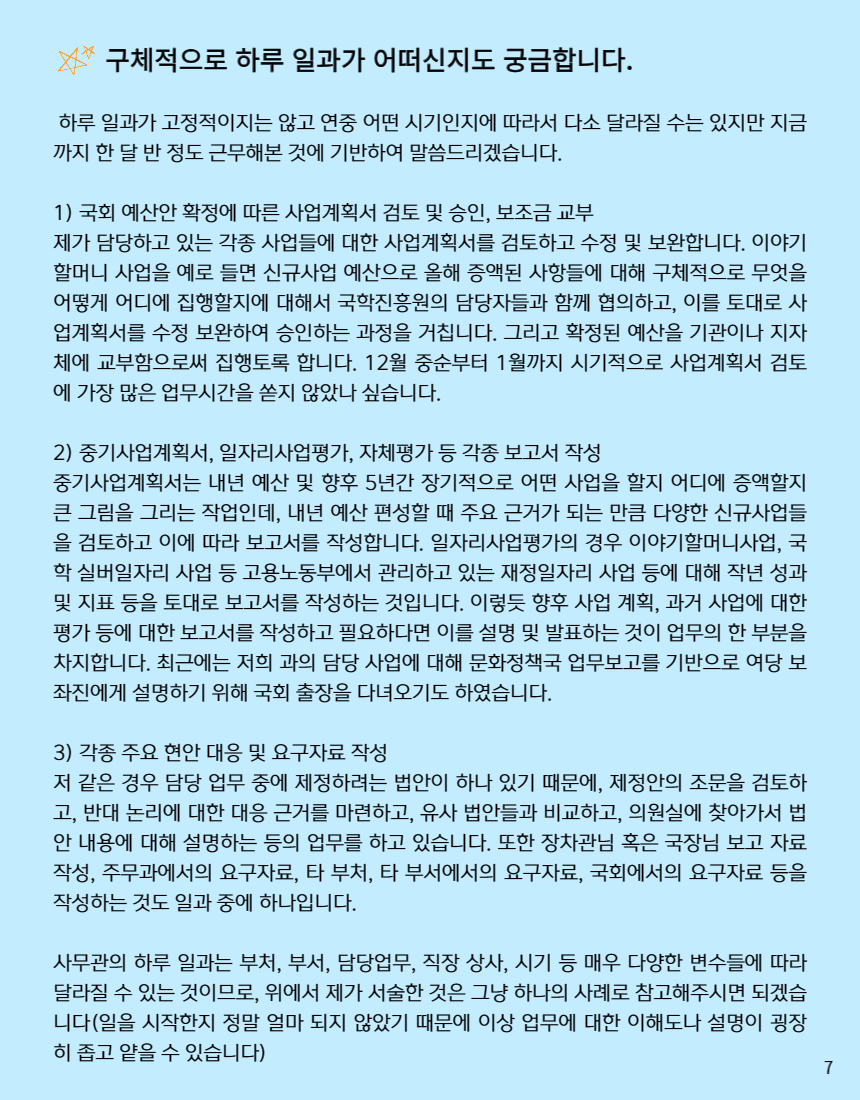 구체적으로 하루 일과가 어떠신지도 궁금합니다.
하루 일과가 고정적이지는 않고 연중 어떤 시기인지에 따라서 다소 달라질 수는 있지만 지금
까지 한 달 반 정도 근무해본 것에 기반하여 말씀드리겠습니다.
1) 국회 예산안 확정에 따른 사업계획서 검토 및 승인, 보조금 교부
제가 담당하고 있는 각종 사업들에 대한 사업계획서를 검토하고 수정 및 보완합니다. 이야기
할머니 사업을 예로 들면 신규사업 예산으로 올해 증액된 사항들에 대해 구체적으로 무엇을
어떻게 어디에 집행할지에 대해서 국학진흥원의 담당자들과 함께 협의하고, 이를 토대로 사
업계획서를 수정 보완하여 승인하는 과정을 거칩니다. 그리고 확정된 예산을 기관이나 지자
체에 교부함으로써 집행토록 합니다. 12월 중순부터 1월까지 시기적으로 사업계획서 검토
에 가장 많은 업무시간을 쏟지 않았나 싶습니다.
2) 중기사업계획서, 일자리사업평가, 자체평가 등 각종 보고서 작성
중기사업계획서는 내년 예산 및 향후 5년간 장기적으로 어떤 사업을 할지 어디에 증액할지
큰 그림을 그리는 작업인데, 내년 예산 편성할 때 주요 근거가 되는 만큼 다양한 신규사업들
을 검토하고 이에 따라 보고서를 작성합니다. 일자리사업평가의 경우 이야기할머니사업, 국
학 실버일자리 사업 등 고용노동부에서 관리하고 있는 재정일자리 사업 등에 대해 작년 성과
및 지표 등을 토대로 보고서를 작성하는 것입니다. 이렇듯 향후 사업 계획, 과거 사업에 대한
평가 등에 대한 보고서를 작성하고 필요하다면 이를 설명 및 발표하는 것이 업무의 한 부분을
차지합니다. 최근에는 저희 과의 담당 사업에 대해 문화정책국 업무보고를 기반으로 여당 보
좌진에게 설명하기 위해 국회 출장을 다녀오기도 하였습니다.
3) 각종 주요 현안 대응 및 요구자료 작성
저 같은 경우 담당 업무 중에 제정하려는 법안이 하나 있기 때문에, 제정안의 조문을 검토하
고, 반대 논리에 대한 대응 근거를 마련하고, 유사 법안들과 비교하고, 의원실에 찾아가서 법
안 내용에 대해 설명하는 등의 업무를 하고 있습니다. 또한 장차관님 혹은 국장님 보고 자료
작성, 주무과에서의 요구자료, 타 부처, 타 부서에서의 요구자료, 국회에서의 요구자료 등을
작성하는 것도 일과 중에 하나입니다.
사무관의 하루 일과는 부처, 부서, 담당업무, 직장 상사, 시기 등 매우 다양한 변수들에 따라
달라질 수 있는 것이므로, 위에서 제가 서술한 것은 그냥 하나의 사례로 참고해주시면 되겠습
니다(일을 시작한지 정말 얼마 되지 않았기 때문에 이상 업무에 대한 이해도나 설명이 굉장
히 좁고 얕을 수 있습니다)
7